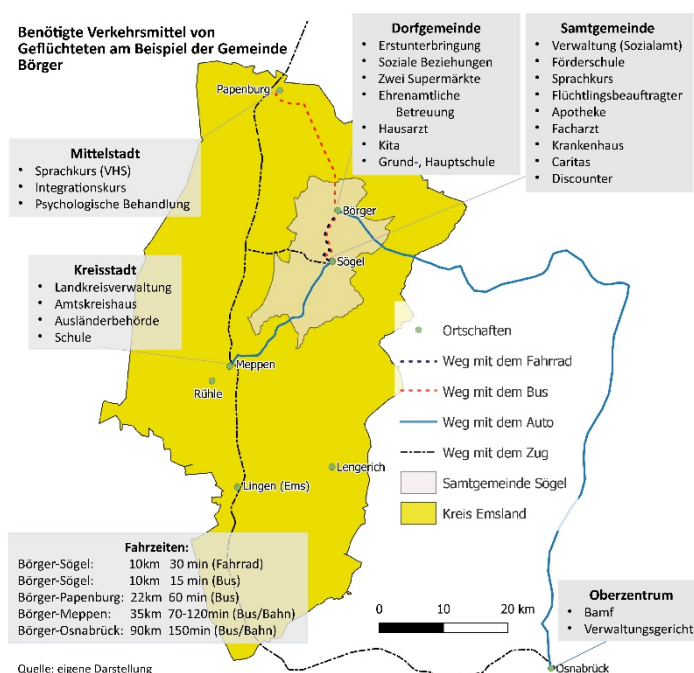 Benötigte Verkehrsmittel von
Geflüchteten am Beispiel der Gemeinde
Börger
Dorfgemeinde
• Erstunterbringung
• Soziale Beziehungen
• Zwei Supermärkte
• Ehrenamtliche
Betreuung
• Hausarzt
• Kita
• Grund-, Hauptschule
Samtgemeinde
• Verwaltung (Sozialamt)
• Förderschule
• Sprachkurs
• Flüchtlingsbeauftragter
• Apotheke
• Facharzt
• Krankenhaus
• Caritas
• Discounter
Papenburg
Mittelstadt
• Sprachkurs (VHS)
• Integrationskurs
• Psychologische Behandlung
Börger
Sögel
Kreisstadt
• Landkreisverwaltung
• Amtskreishaus
• Ausländerbehörde
• Schule
Meppen
Rühle
Lengerich
Lingen (Ems)
Ortschaften
Weg mit dem Fahrrad
Weg mit dem Bus
Weg mit dem Auto
Weg mit dem Zug
Samtgemeinde Sögel
Kreis Emsland
Fahrzeiten:
Börger-Sögel: 10km 30 min (Fahrrad)
Börger-Sögel: 10km 15 min (Bus)
Börger-Papenburg: 22km 60 min (Bus)
Börger-Meppen: 35km 70-120min (Bus/Bahn)
Börger-Osnabrück: 90km 150min (Bus/Bahn)
0 10 20 km
Oberzentrum
• Bamf
• Verwaltungsgericht
Osnabrück
Quelle: eigene Darstellung